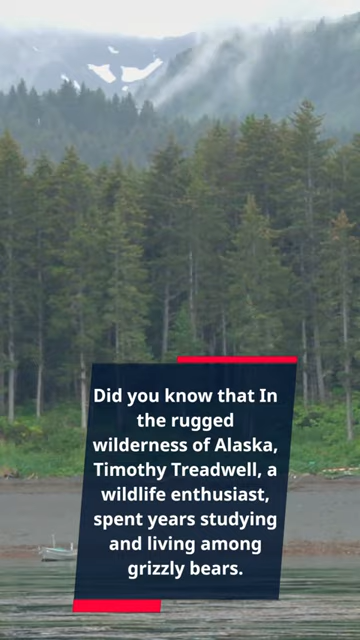 Did you know that In
the rugged
wilderness of Alaska,
Timothy Treadwell, a
wildlife enthusiast,
spent years studying
and living among
grizzly bears.